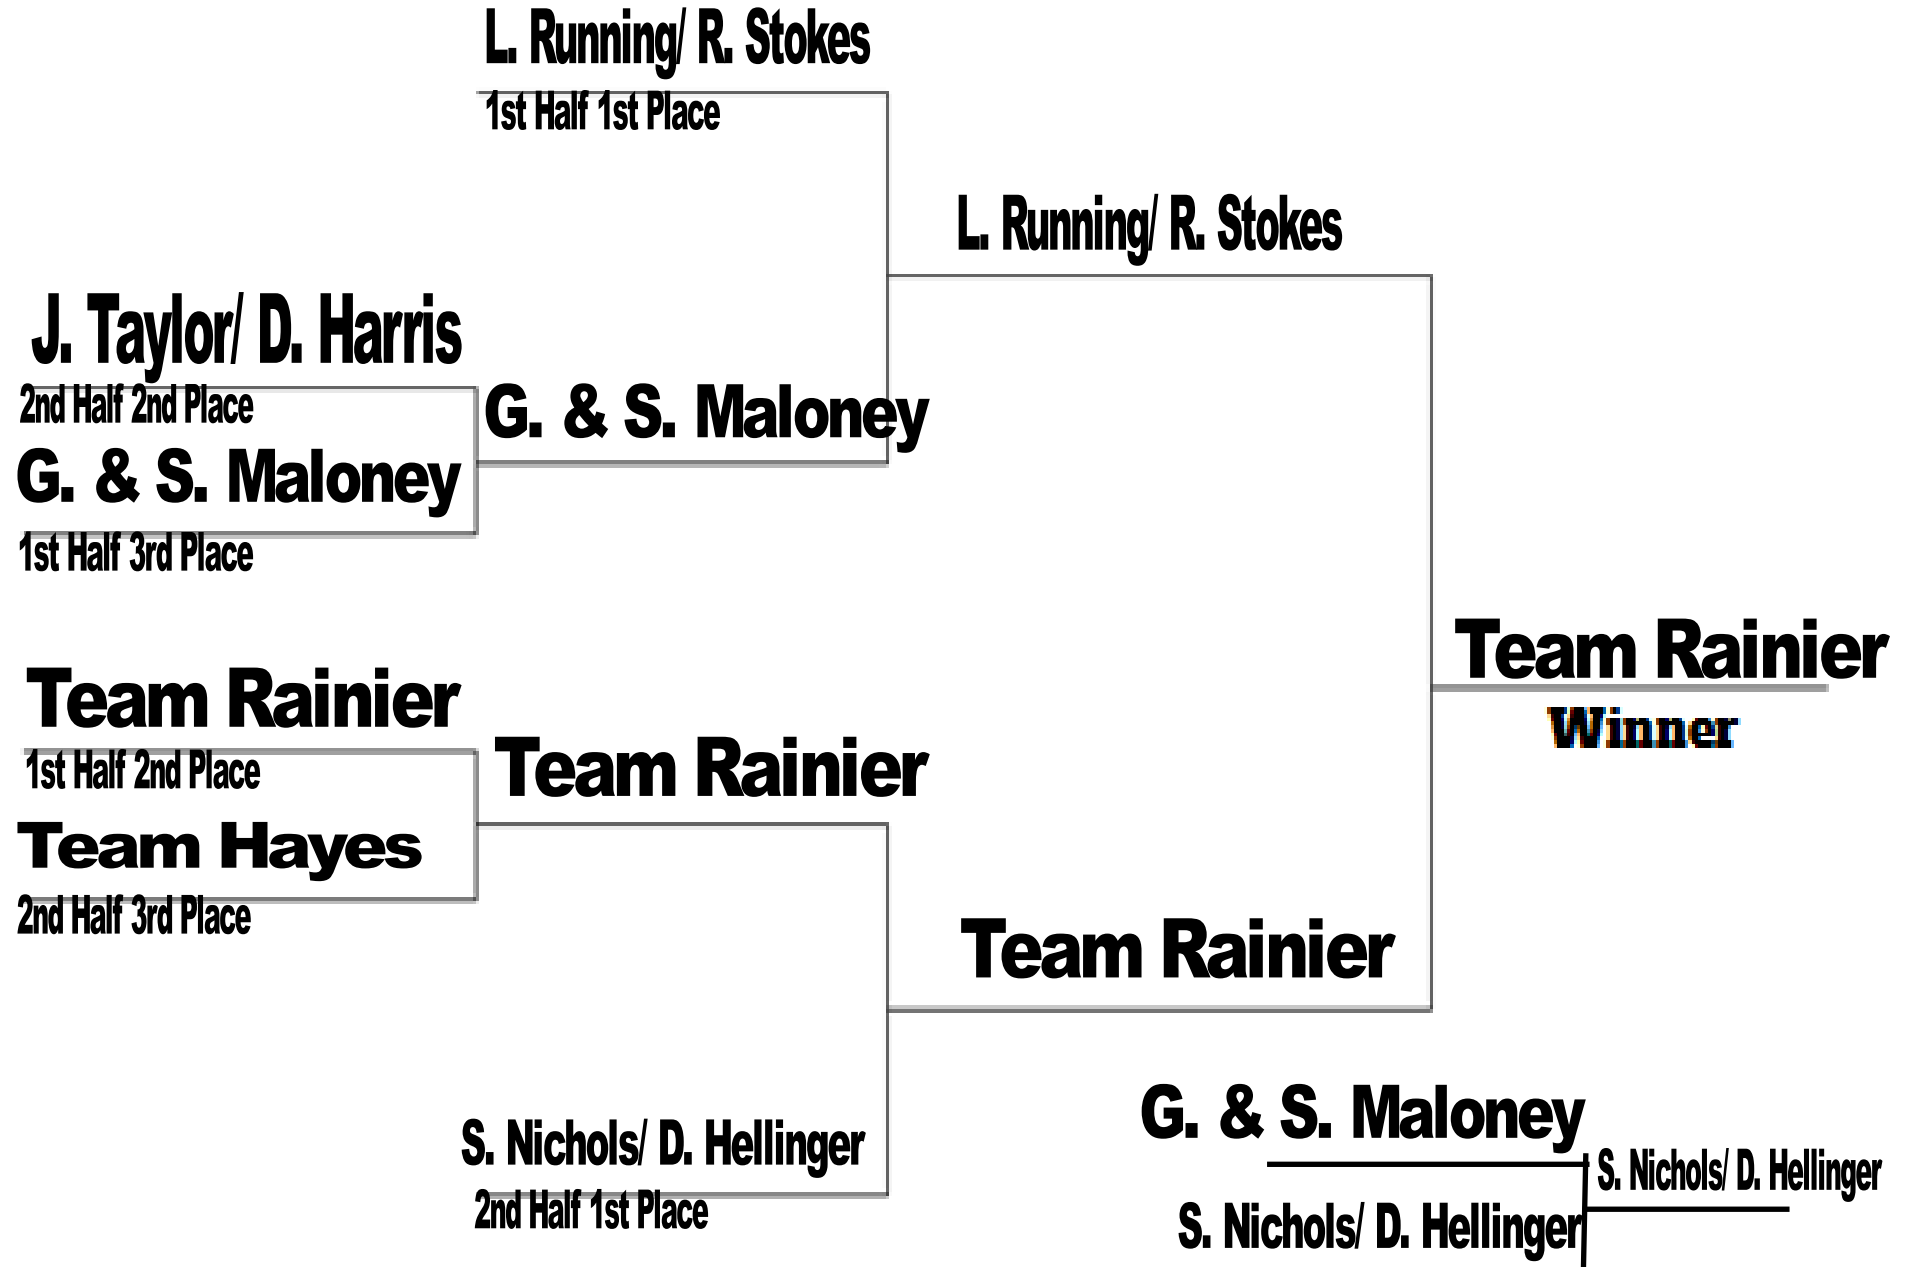 L. Running/ R. Stokes
1st Half 1st Place
L. Running/ R. Stokes
J. Taylor/ D. Harris
2nd Half 2nd Place
G. & S. Maloney
G. & S. Maloney
1st Half 3rd Place
Team Rainier
Winner
Team Rainier
1st Half 2nd Place
Team Rainier
Team Hayes
2nd Half 3rd Place
Team Rainier
S. Nichols/ D. Hellinger
2nd Half 1st Place
G. & S. Maloney
S. Nichols/ D. Hellinger
S. Nichols/ D. Hellinger